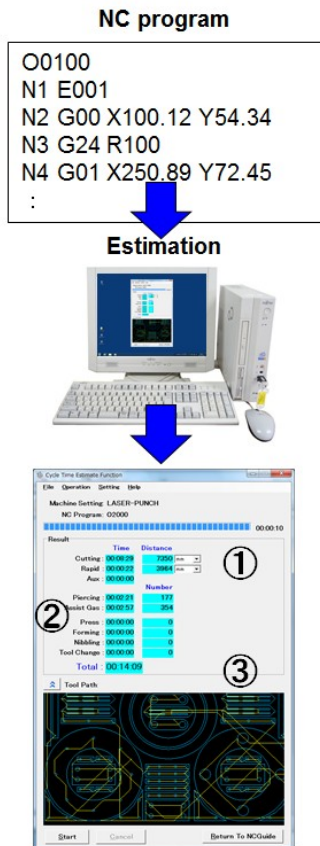 NC program
O0100
N1 E001
N2 G00 X100.12 Y54.34
N3 G24 R100
N4 G01 X250.89 Y72.45
:
Estimation
Cycle Time Estimate Function
File Operation Setting Help
Machine Setting LASER-PUNCH
NC Program: O2000
00:00:10
Result
Time Distance
Cutting : 00:08:29 7350 mm
Rapid : 00:00:22 3964 mm
Aux : 00:00:00
①
Number
Piercing : 00:02:21 177
② Assist Gas : 00:02:57 354
Press : 00:00:00 0
Forming : 00:00:00 0
Nibbling : 00:00:00 0
Tool Change : 00:00:00 0
Total : 00:14:09
③
Tool Path
Start Cancel Return To NCGuide